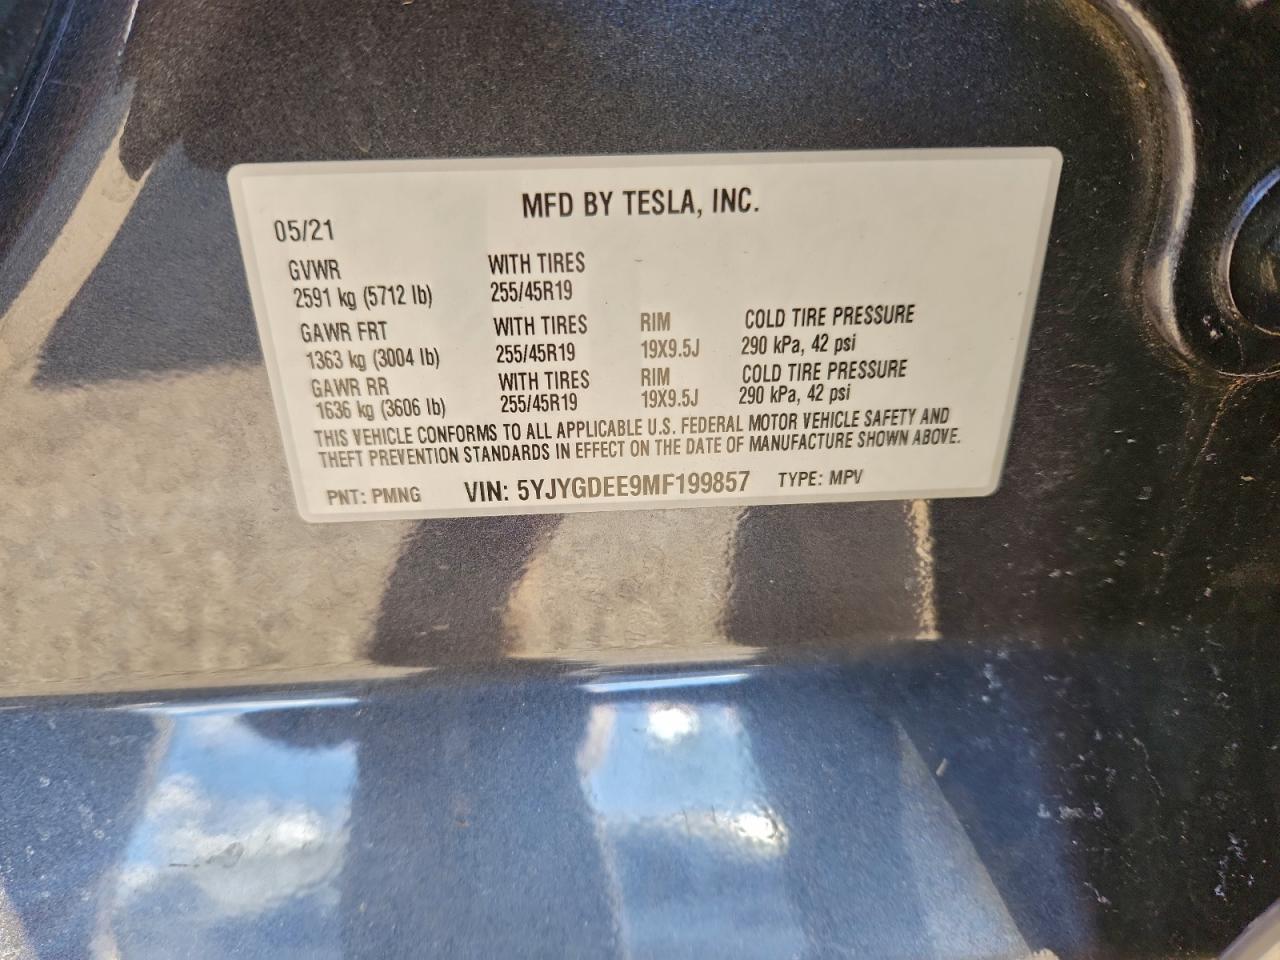 MFD BY TESLA, INC.
05/21
GVWR WITH TIRES
2591 kg (5712 lb) 255/45R19
GAWR FRT WITH TIRES RIM COLD TIRE PRESSURE
1363 kg (3004 lb) 255/45R19 19X9.5J 290 kPa, 42 psi
GAWR RR WITH TIRES RIM COLD TIRE PRESSURE
1636 kg (3606 lb) 255/45R19 19X9.5J 290 kPa, 42 psi
THIS VEHICLE CONFORMS TO ALL APPLICABLE U.S. FEDERAL MOTOR VEHICLE SAFETY AND
THEFT PREVENTION STANDARDS IN EFFECT ON THE DATE OF MANUFACTURE SHOWN ABOVE.
PNT: PMNG VIN: 5YJYGDEE9MF199857 TYPE: MPV